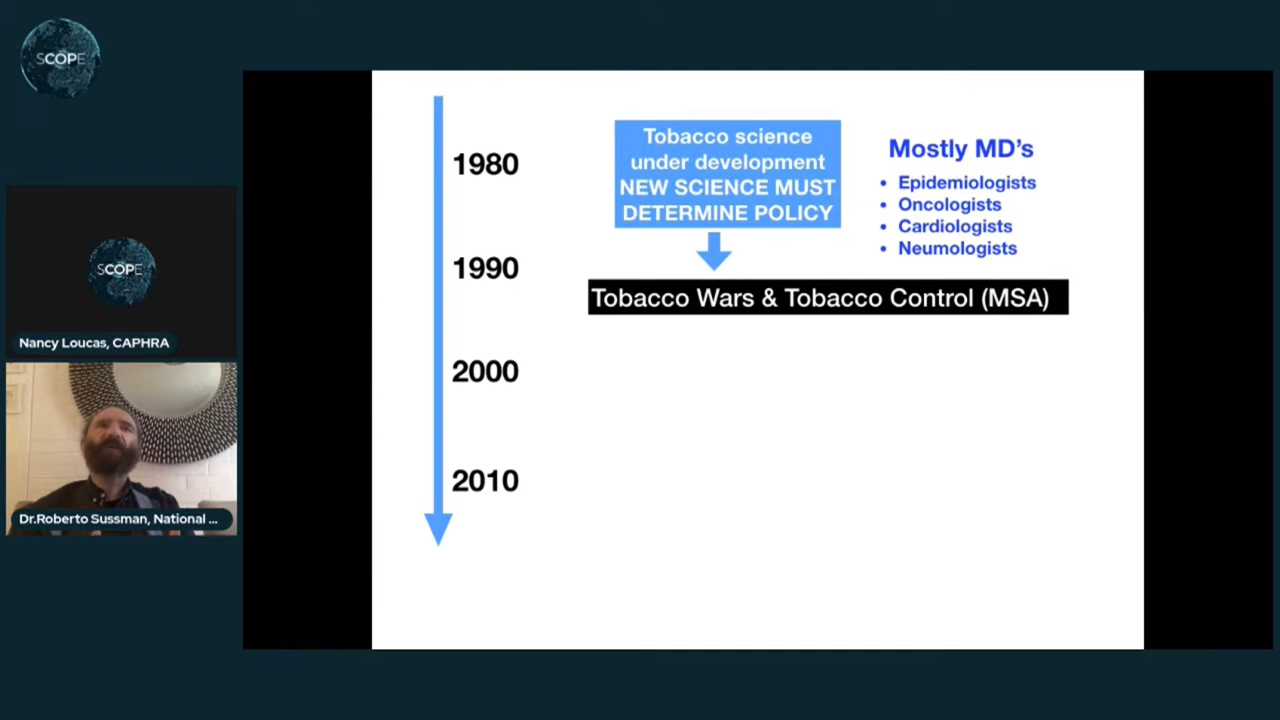 SCOPE
SCOPE
Nancy Loucas, CAPHRA
Dr.Roberto Sussman, National ...
1980
1990
2000
2010
Tobacco science
under development
NEW SCIENCE MUST
DETERMINE POLICY
Mostly MD's
• Epidemiologists
• Oncologists
• Cardiologists
• Neumologists
Tobacco Wars & Tobacco Control (MSA)